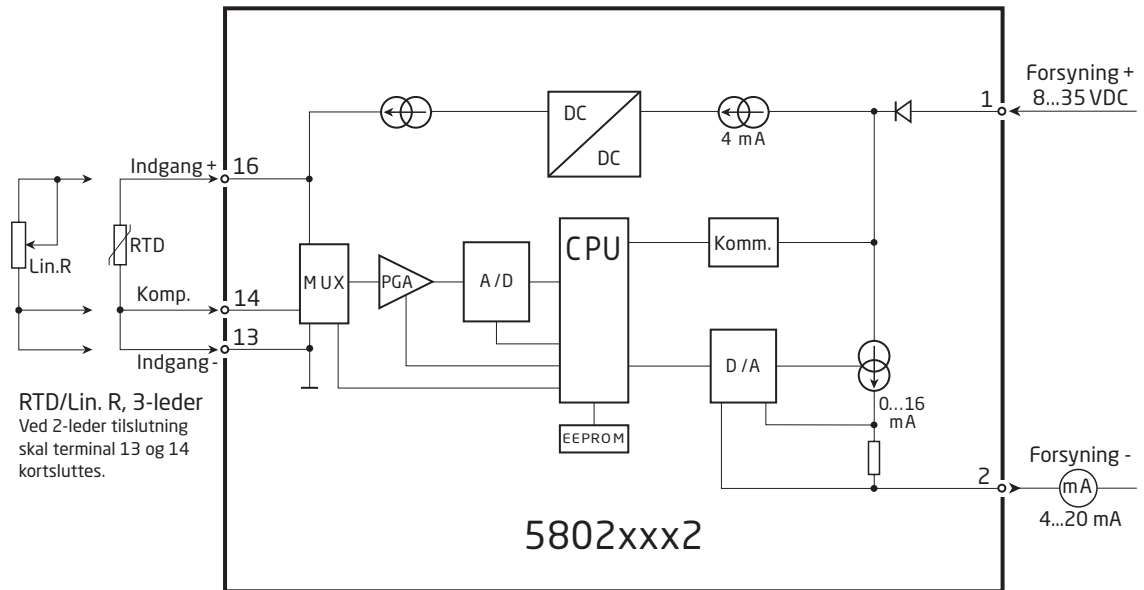 Forsyning +
8...35 VDC
1
DC
DC
4 mA
Indgang +
16
RTD
Lin.R
Komp.
14
13
Indgang -
MUX
PGA
A/D
CPU
Komm.
D/A
EEPROM
0...16
mA
RTD/Lin. R, 3-leder
Ved 2-leder tilslutning
skal terminal 13 og 14
kortsluttes.
2
Forsyning -
mA
4...20 mA
5802xxx2